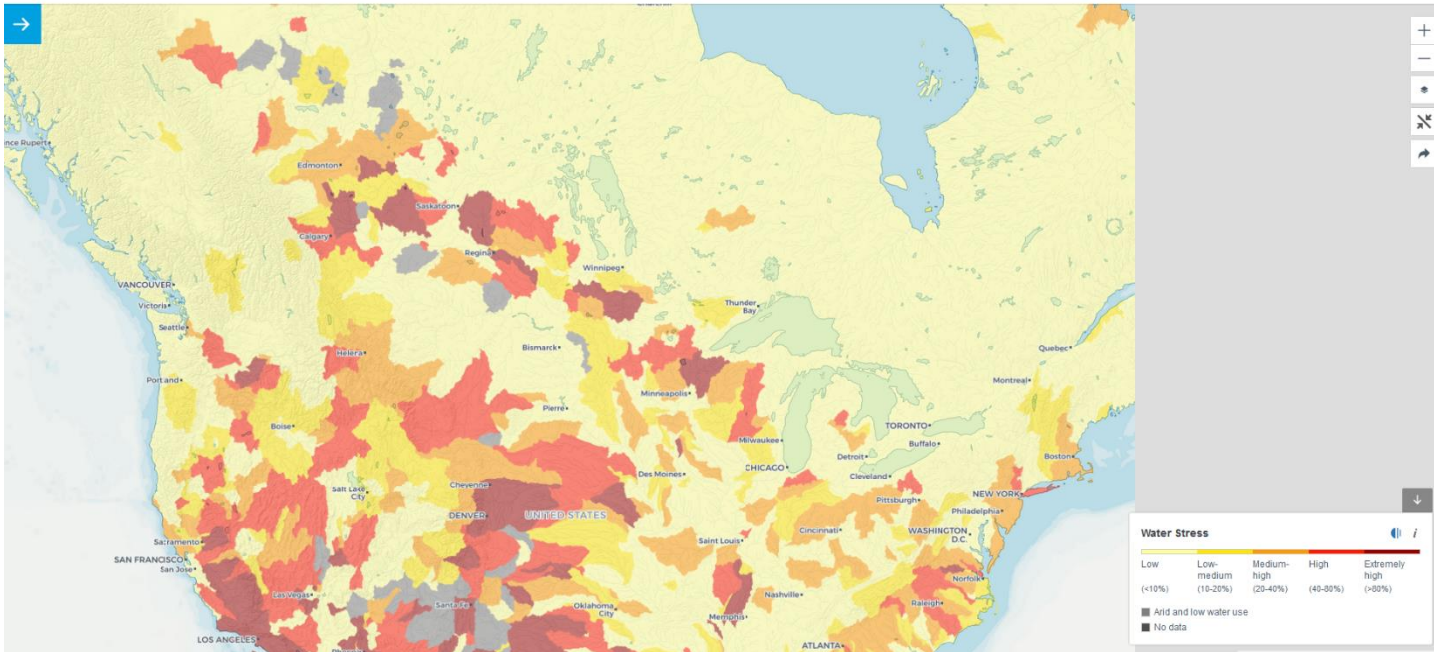 Edmonton
Saskatoon
Calgary
Regina
Winnipeg
VANCOUVER
Victoria
Seattle
Thunder
Bay
Helena
Bismarck
Quebec
Portland
Montreal
Minneapolis
Pierre
Boise
TORONTO
Milwaukee
Buffalo
Boston
Detroit
CHICAGO
Des Moines
Cleveland
Cheyenne
Salt Lake
City
NEW YORK
Pittsburgh
DENVER
UNITED STATES
Philadelphia
Cincinnati
WASHINGTON
D.C.
Sacramento
Saint Louis
SAN FRANCISCO
San Jose
Norfolk
Las Vegas
Nashville
Santa Fe
Raleigh
Oklahoma
City
Memphis
LOS ANGELES
ATLANTA
Water Stress
i
Low Low-medium Medium-high High Extremely high
(<10%) (10-20%) (20-40%) (40-80%) (>80%)
Arid and low water use
No data